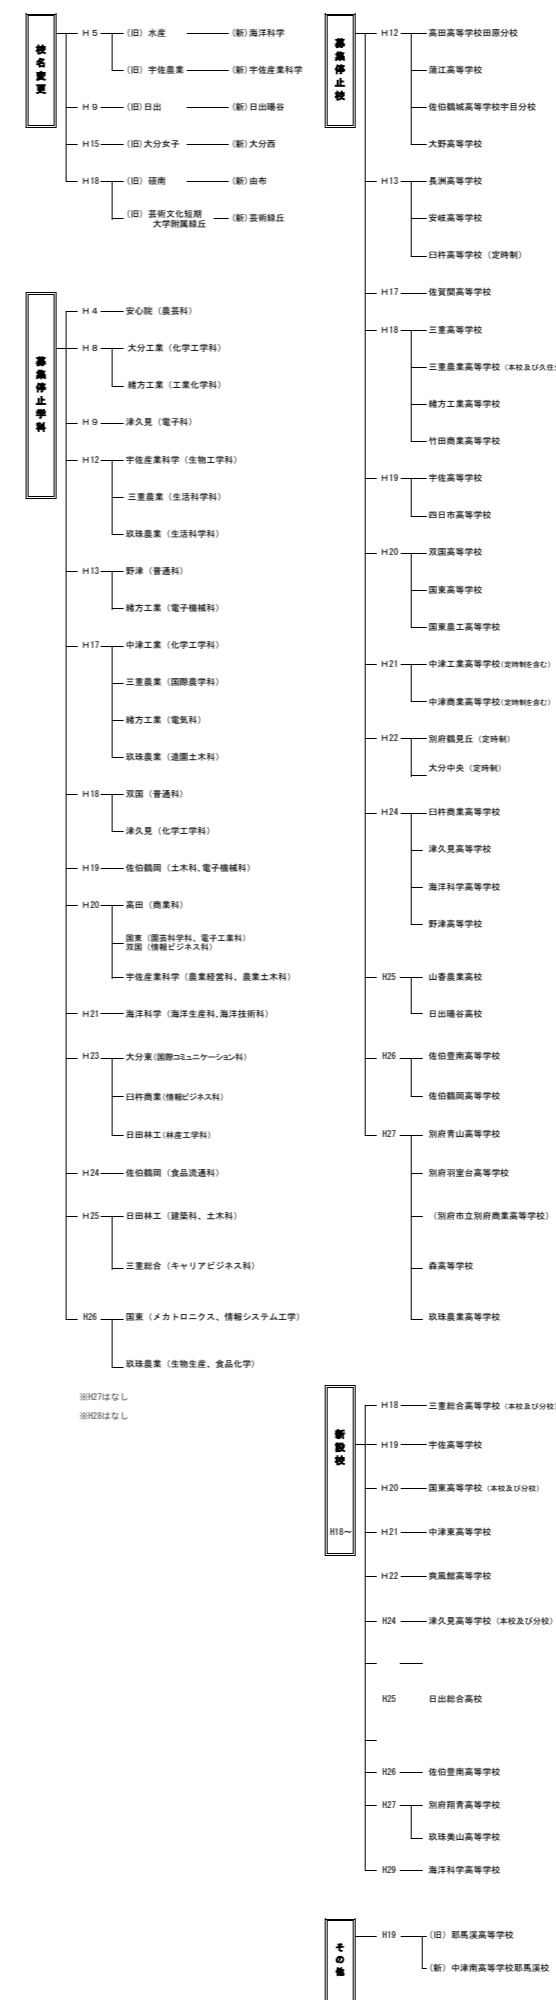 校名変更
H5 (旧) 水産 (新)海洋科学
(旧) 宇佐農業 (新)宇佐産業科学
H9 (旧)日出 (新)日出暘谷
H15 (旧)大分女子 (新)大分西
H18 (旧) 碩南 (新)由布
(旧) 芸術文化短期
大学附属緑丘 (新)芸術緑丘
募集停止学科
H4 安心院（農芸科）
H8 大分工業（化学工学科）
緒方工業（工業化学科）
H9 津久見（電子科）
H12 宇佐産業科学（生物工学科）
三重農業（生活科学科）
玖珠農業（生活科学科）
H13 野津（普通科）
緒方工業（電子機械科）
H17 中津工業（化学工学科）
三重農業（国際農学科）
緒方工業（電気科）
玖珠農業（造園土木科）
H18 双国（普通科）
津久見（化学工学科）
H19 佐伯鶴岡（土木科、電子機械科）
H20 高田（商業科）
国東（園芸科学科、電子工業科）
双国（情報ビジネス科）
宇佐産業科学（農業経営科、農業土木科）
H21 海洋科学（海洋生産科、海洋技術科）
H23 大分東(国際コミュニケーション科)
臼杵商業(情報ビジネス科)
日田林工(林産工学科)
H24 佐伯鶴岡（食品流通科）
H25 日田林工（建築科、土木科）
三重総合（キャリアビジネス科）
H26 国東（メカトロニクス、情報システム工学）
玖珠農業（生物生産、食品化学）
※H27はなし
※H28はなし
募集停止校
H12 高田高等学校田原分校
蒲江高等学校
佐伯鶴城高等学校宇目分校
大野高等学校
H13 長洲高等学校
安岐高等学校
臼杵高等学校（定時制）
H17 佐賀関高等学校
H18 三重高等学校
三重農業高等学校（本校及び久住
緒方工業高等学校
竹田商業高等学校
H19 宇佐高等学校
四日市高等学校
H20 双国高等学校
国東高等学校
国東農工高等学校
H21 中津工業高等学校(定時制を含む)
中津商業高等学校(定時制を含む)
H22 別府鶴見丘（定時制）
大分中央（定時制）
H24 臼杵商業高等学校
津久見高等学校
海洋科学高等学校
野津高等学校
H25 山香農業高校
日出暘谷高校
H26 佐伯豊南高等学校
佐伯鶴岡高等学校
H27 別府青山高等学校
別府羽室台高等学校
（別府市立別府商業高等学校）
森高等学校
玖珠農業高等学校
新設校
H18～
H18 三重総合高等学校（本校及び分校
H19 宇佐高等学校
H20 国東高等学校（本校及び分校）
H21 中津東高等学校
H22 爽風館高等学校
H24 津久見高等学校（本校及び分校）
H25 日出総合高校
H26 佐伯豊南高等学校
H27 別府翔青高等学校
玖珠美山高等学校
H29 海洋科学高等学校
その他
H19 (旧) 耶馬溪高等学校
(新) 中津南高等学校耶馬溪校